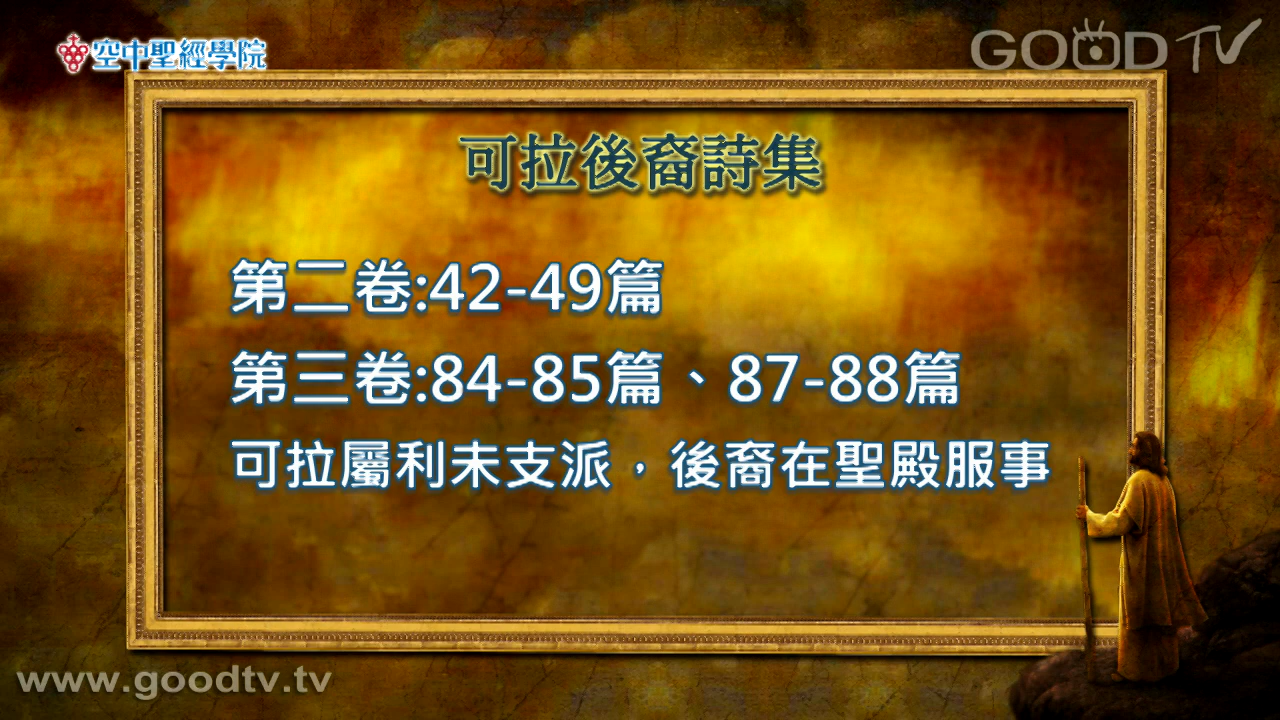 空中聖經學院
GOOD TV
可拉後裔詩集
第二卷:42-49篇
第三卷:84-85篇、87-88篇
可拉屬利未支派，後裔在聖殿服事
www.goodtv.tv